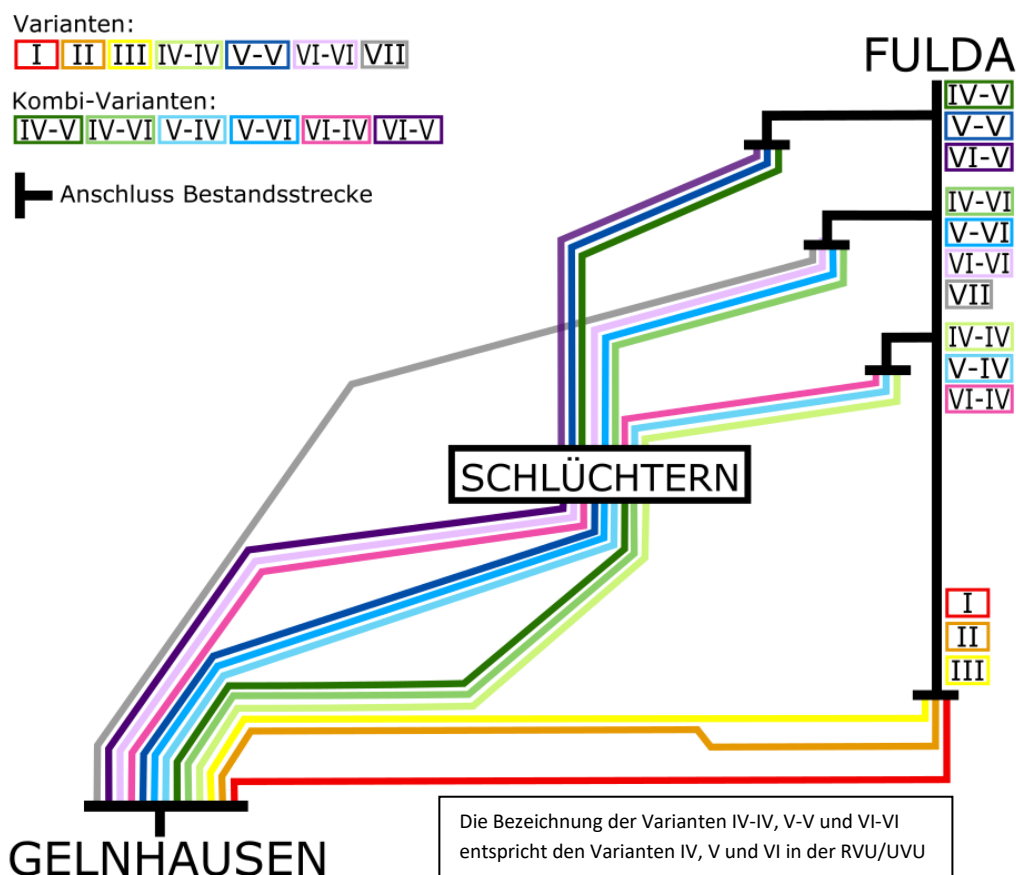 Varianten:
I II III IV-IV V-V VI-VI VII
Kombi-Varianten:
IV-V IV-VI V-IV V-VI VI-IV VI-V
Anschluss Bestandsstrecke
FULDA
IV-V
V-V
VI-V
IV-VI
V-VI
VI-VI
VII
IV-IV
V-IV
VI-IV
SCHLÜCHTERN
I
II
III
GELNHAUSEN
Die Bezeichnung der Varianten IV-IV, V-V und VI-VI
entspricht den Varianten IV, V und VI in der RVU/UVU